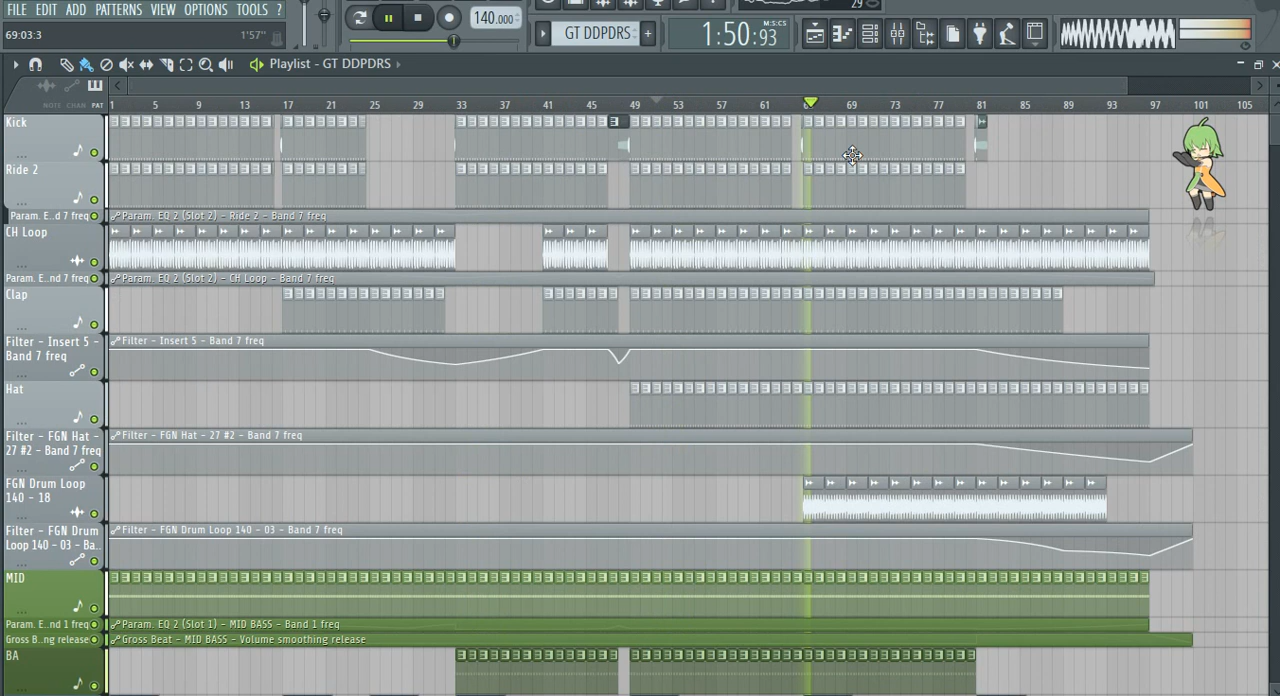 FILE EDIT ADD PATTERNS VIEW OPTIONS TOOLS ?
140.000
29
69:03:3 1'57"
GT DDPDRS +
1:50:93 M:S:CS
Playlist - GT DDPDRS
NOTE CHAN PAT
1 5 9 13 17 21 25 29 33 37 41 45 49 53 57 61 65 69 73 77 81 85 89 93 97 101 105
Kick
Ride 2
Param. E..d 7 freq
Param. EQ 2 (Slot 2) - Ride 2 - Band 7 freq
CH Loop
Param. E..nd 7 freq
Param. EQ 2 (Slot 2) - CH Loop - Band 7 freq
Clap
Filter - Insert 5 - Band 7 freq
Filter - Insert 5 - Band 7 freq
Hat
Filter - FGN Hat - 27 #2 - Band 7 freq
Filter - FGN Hat - 27 #2 - Band 7 freq
FGN Drum Loop 140 - 18
Filter - FGN Drum Loop 140 - 03 - Ba..
Filter - FGN Drum Loop 140 - 03 - Band 7 freq
MID
Param. E..nd 1 freq
Param. EQ 2 (Slot 1) - MID BASS - Band 1 freq
Gross B..ng release
Gross Beat - MID BASS - Volume smoothing release
BA